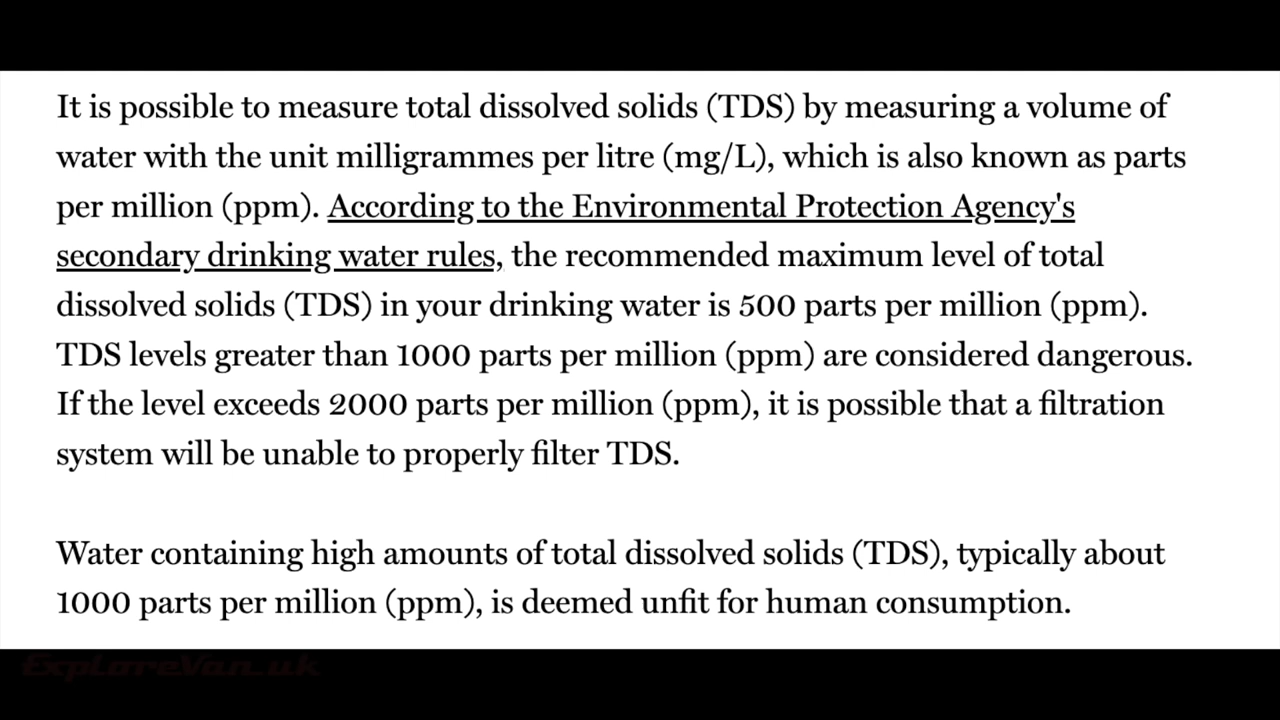 It is possible to measure total dissolved solids (TDS) by measuring a volume of
water with the unit milligrammes per litre (mg/L), which is also known as parts
per million (ppm). According to the Environmental Protection Agency's
secondary drinking water rules, the recommended maximum level of total
dissolved solids (TDS) in your drinking water is 500 parts per million (ppm).
TDS levels greater than 1000 parts per million (ppm) are considered dangerous.
If the level exceeds 2000 parts per million (ppm), it is possible that a filtration
system will be unable to properly filter TDS.
Water containing high amounts of total dissolved solids (TDS), typically about
1000 parts per million (ppm), is deemed unfit for human consumption.
ExploreVan.uk